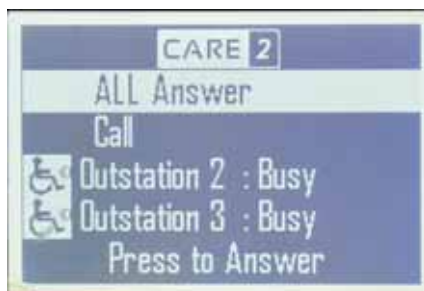 CARE 2
ALL Answer
Call
Outstation 2 : Busy
Outstation 3 : Busy
Press to Answer